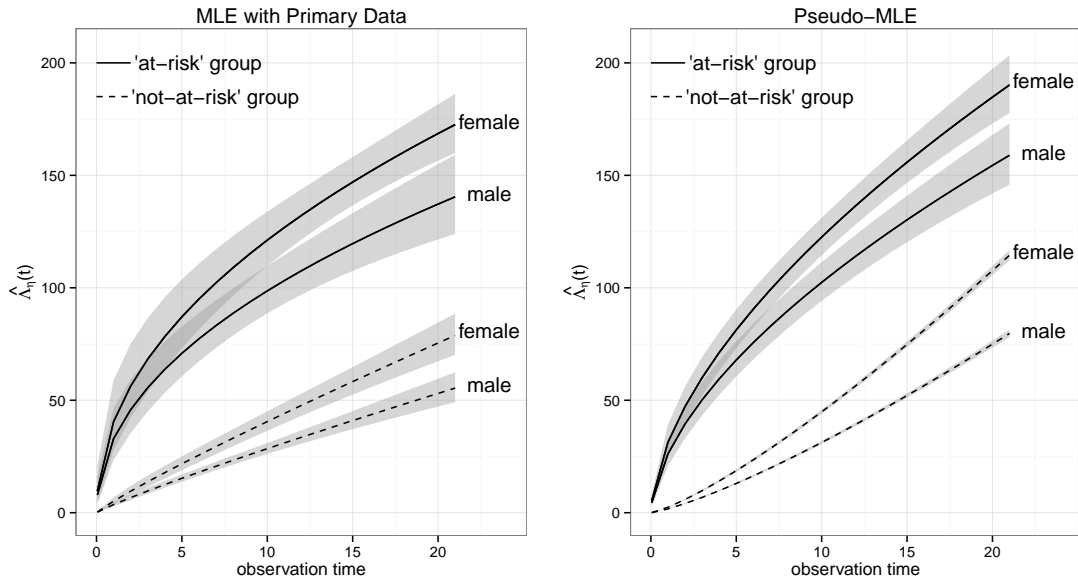 MLE with Primary Data
'at−risk' group
'not−at−risk' group
female
male
female
male
200
150
100
50
0
Λ̂η(t)
0 5 10 15 20
observation time
Pseudo−MLE
'at−risk' group
'not−at−risk' group
female
male
female
male
200
150
100
50
0
Λ̂η(t)
0 5 10 15 20
observation time